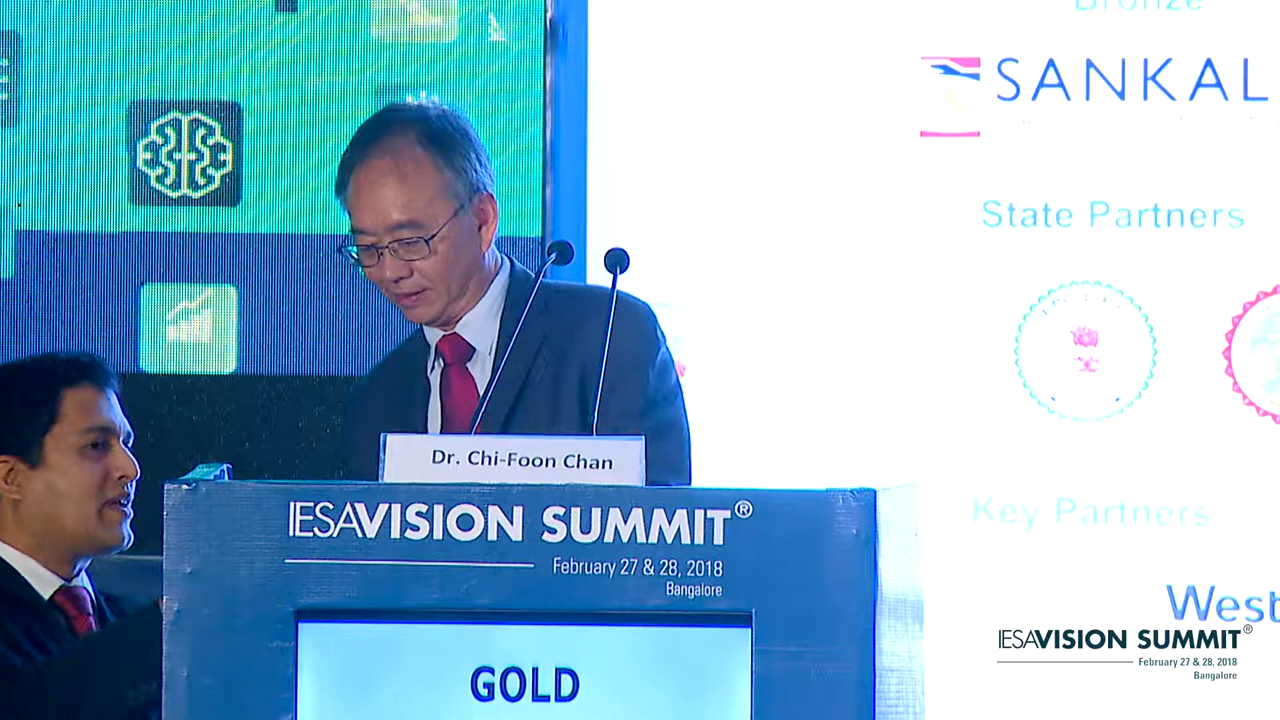 Bronze
SANKAL
State Partners
Key Partners
West
Dr. Chi-Foon Chan
IESAVISION SUMMIT®
February 27 & 28, 2018
Bangalore
GOLD
IESAVISION SUMMIT®
February 27 & 28, 2018
Bangalore